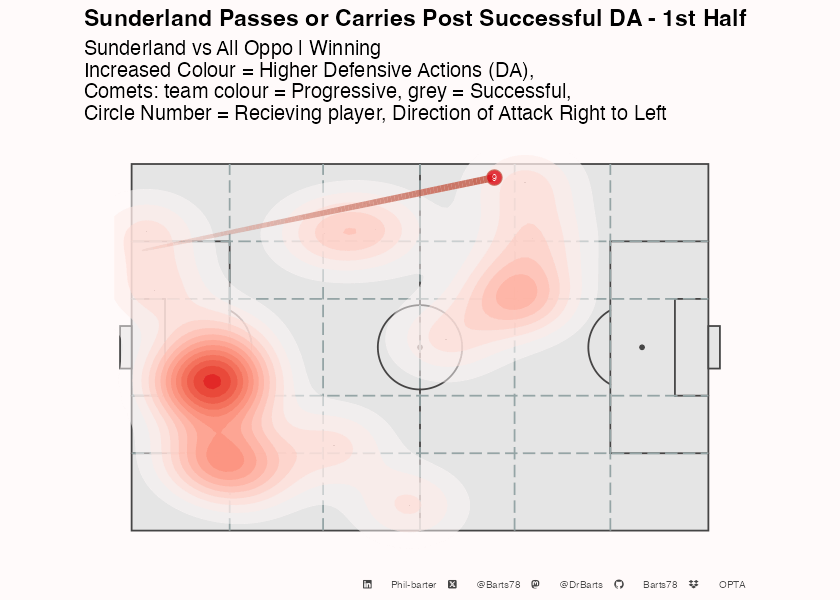 Sunderland Passes or Carries Post Successful DA - 1st Half
Sunderland vs All Oppo | Winning
Increased Colour = Higher Defensive Actions (DA),
Comets: team colour = Progressive, grey = Successful,
Circle Number = Recieving player, Direction of Attack Right to Left
9
Phil-barter @Barts78 @DrBarts Barts78 OPTA